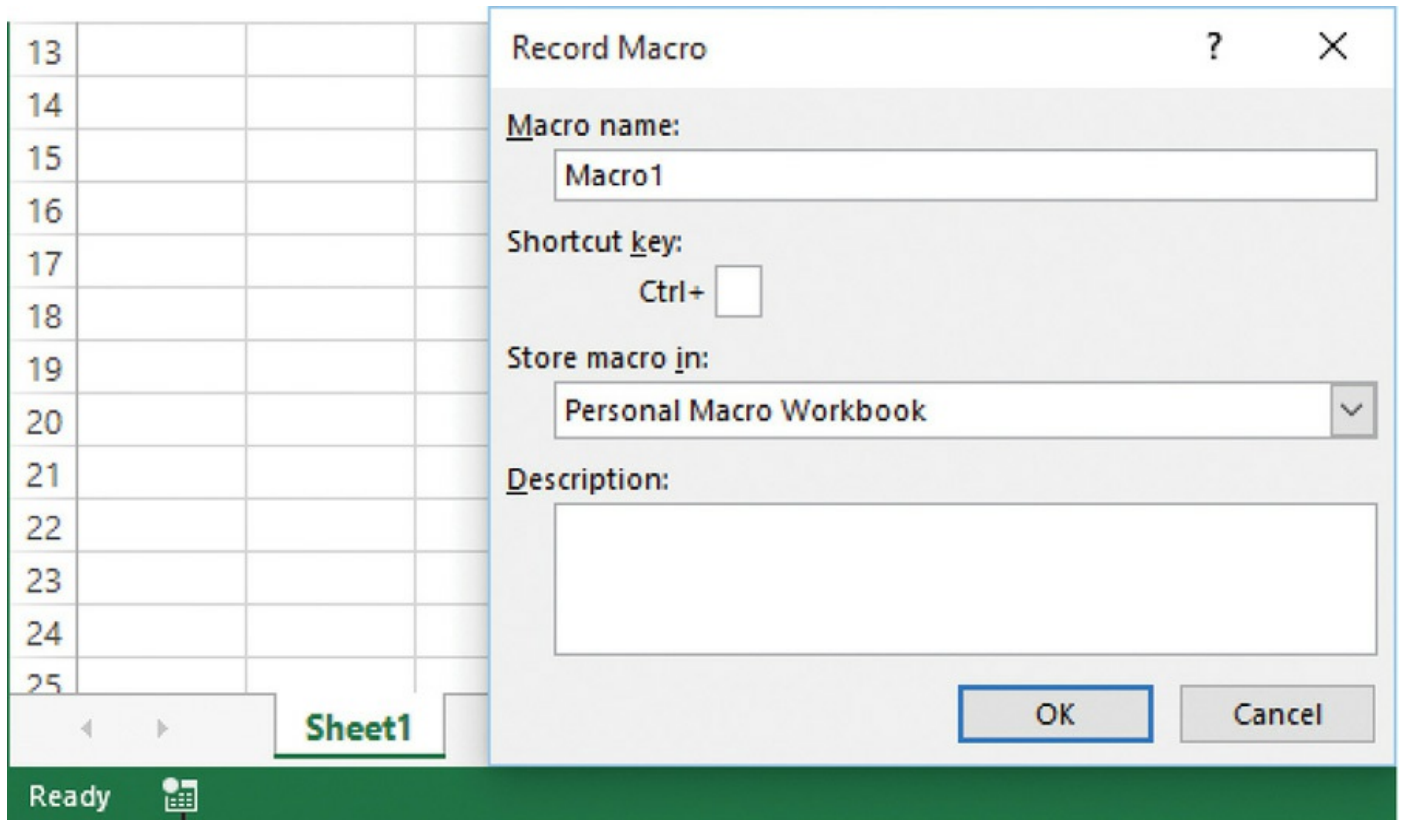 13
14
15
16
17
18
19
20
21
22
23
24
25
Sheet1
Ready
Record Macro ?
Macro name:
Macro1
Shortcut key:
Ctrl+
Store macro in:
Personal Macro Workbook
Description:
OK Cancel